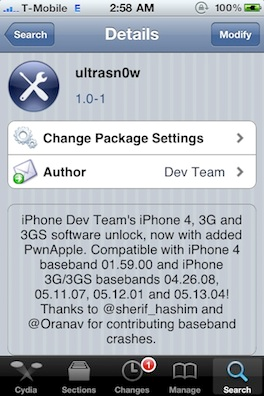 T-Mobile E 2:58 AM 100%
Search Details Modify
ultrasn0w
1.0-1
Change Package Settings
Author Dev Team
iPhone Dev Team's iPhone 4, 3G and
3GS software unlock, now with added
PwnApple. Compatible with iPhone 4
baseband 01.59.00 and iPhone
3G/3GS basebands 04.26.08,
05.11.07, 05.12.01 and 05.13.04!
Thanks to @sherif_hashim and
@Oranav for contributing baseband
crashes.
1
Cydia Sections Changes Manage Search